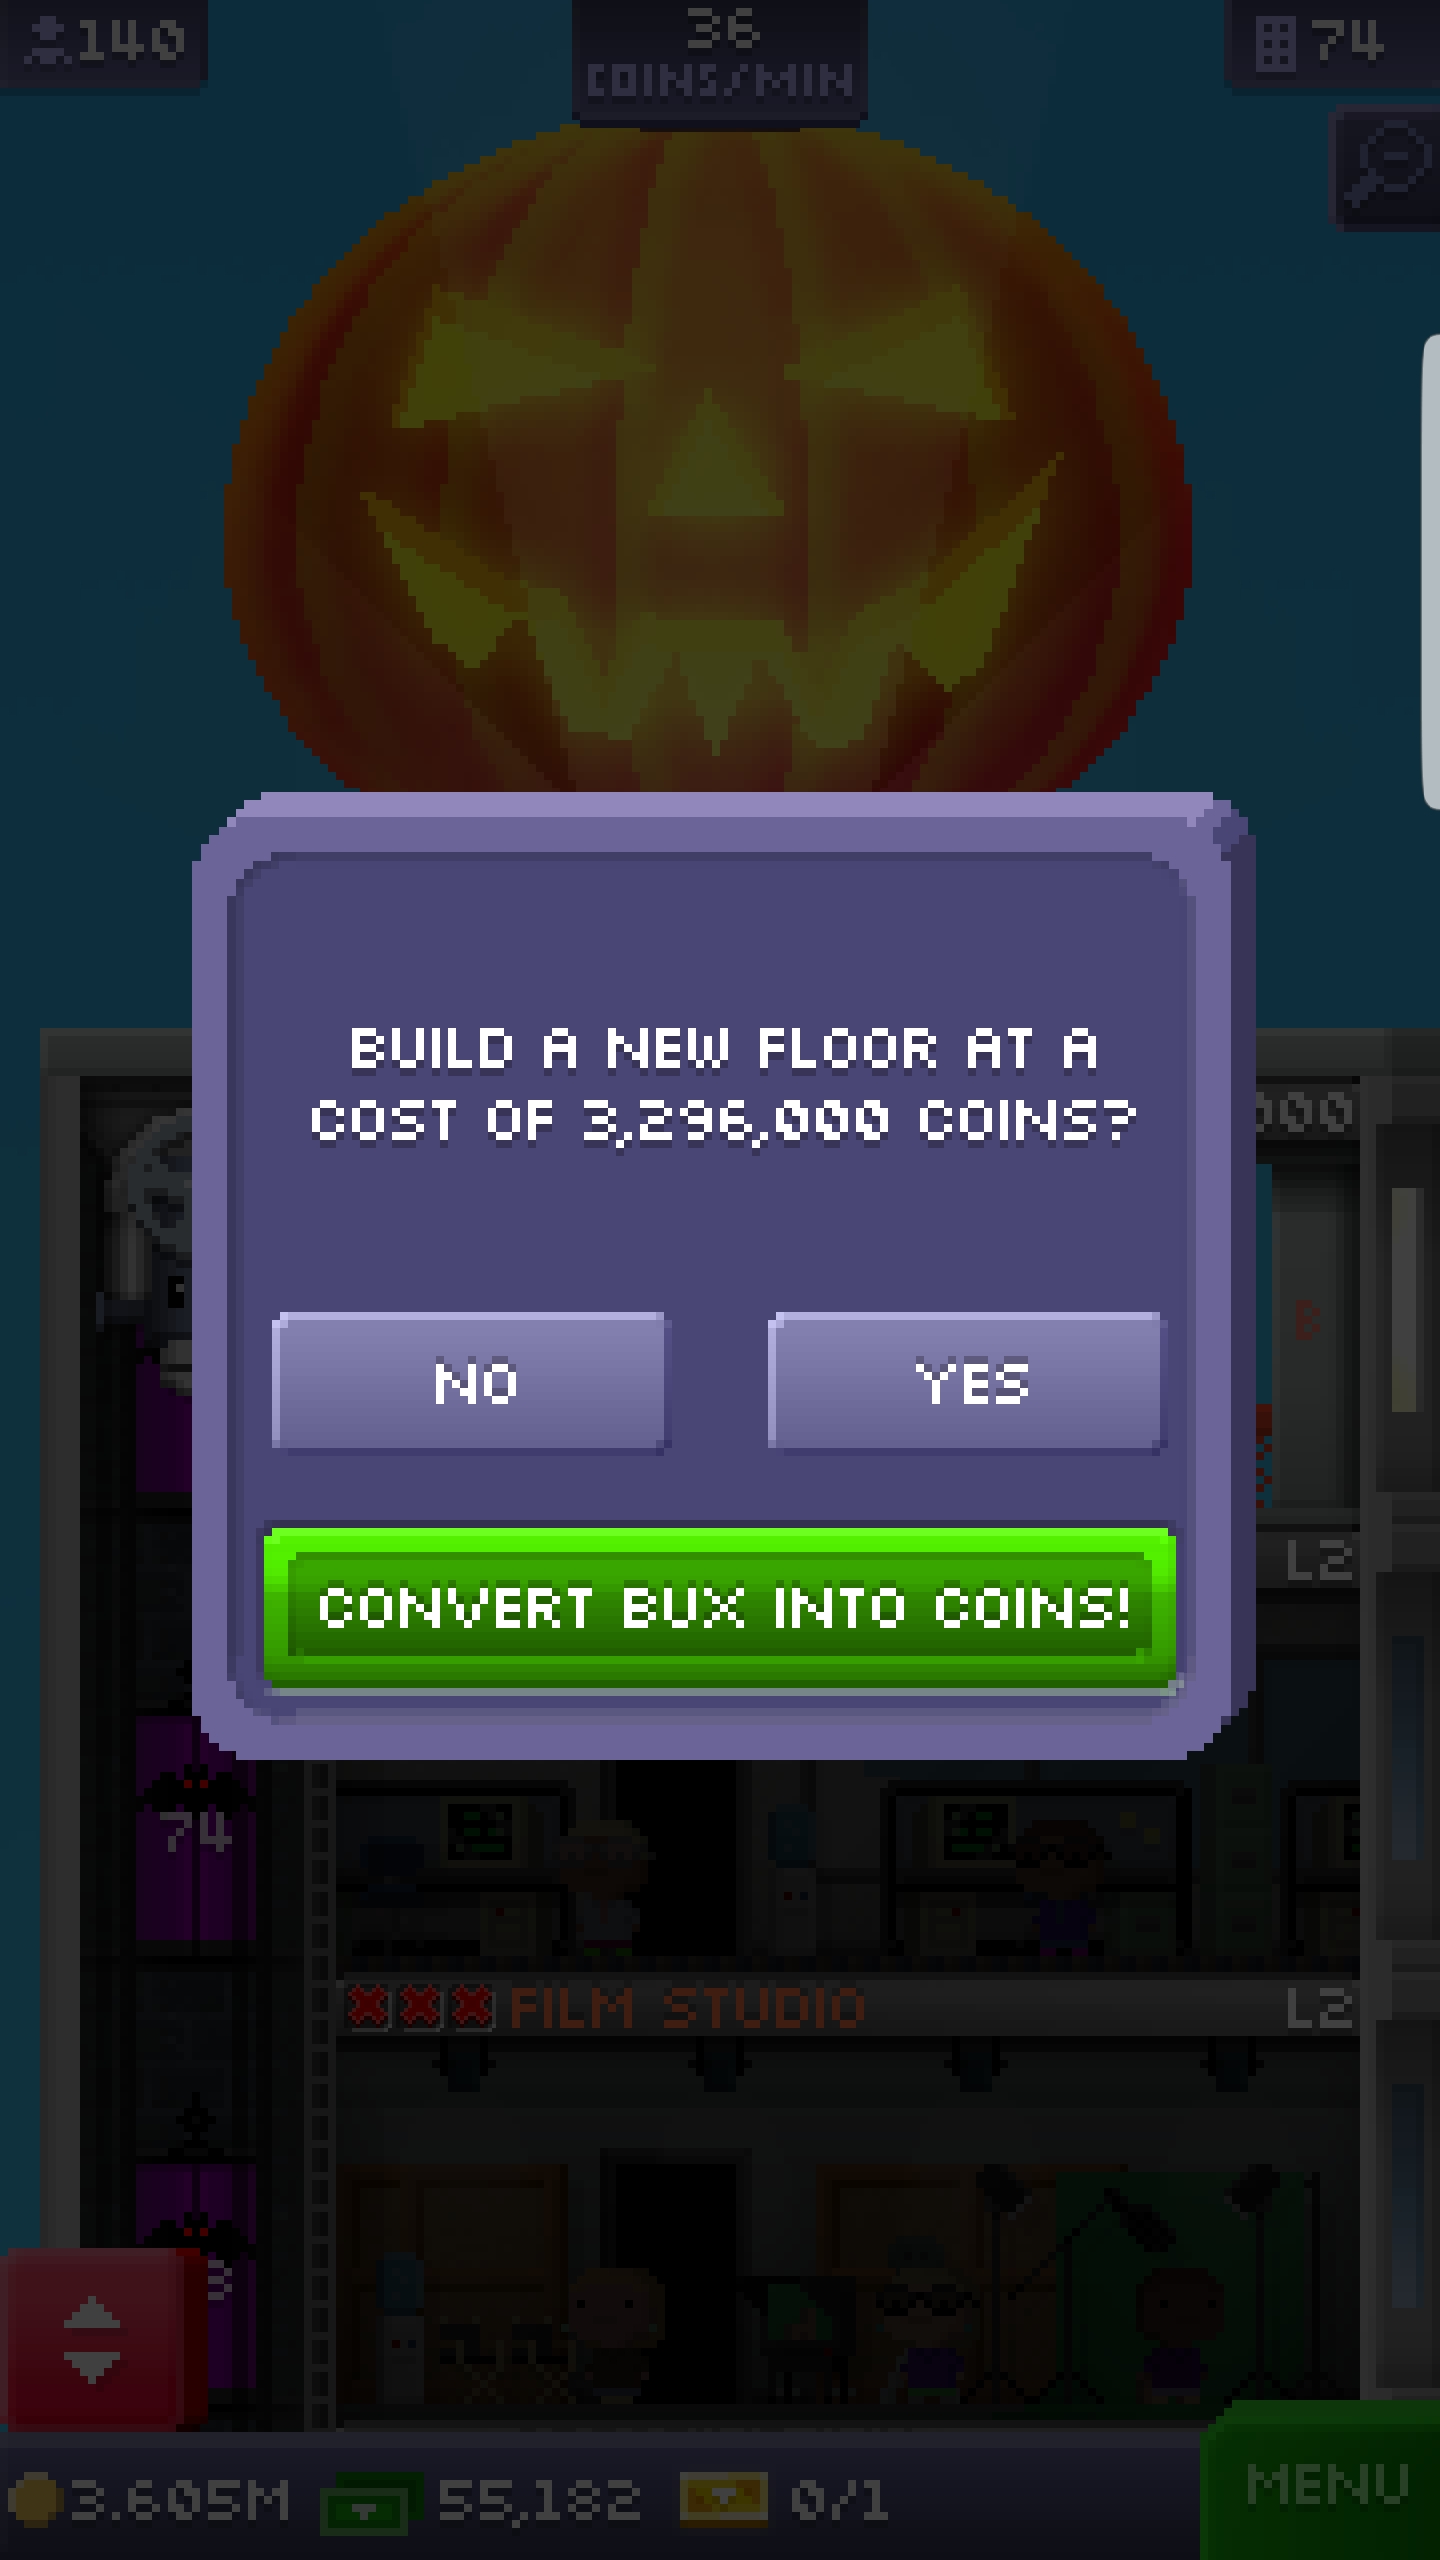 140
36
COINS/MIN
74
BUILD A NEW FLOOR AT A
COST OF 3,296,000 COINS?
000
B
NO
YES
L2
CONVERT BUX INTO COINS!
74
FILM STUDIO
L2
3.605M
55,182
0/1
MENU